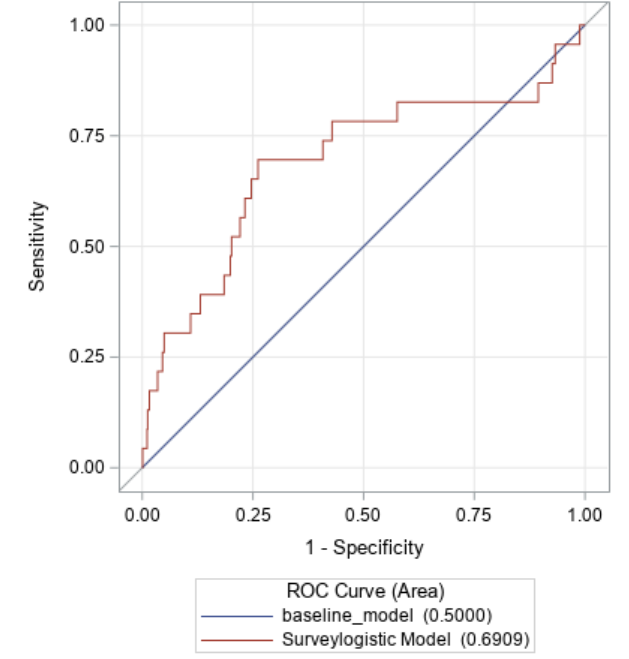 1.00
0.75
0.50
0.25
0.00
Sensitivity
0.00 0.25 0.50 0.75 1.00
1 - Specificity
ROC Curve (Area)
baseline_model (0.5000)
Surveylogistic Model (0.6909)